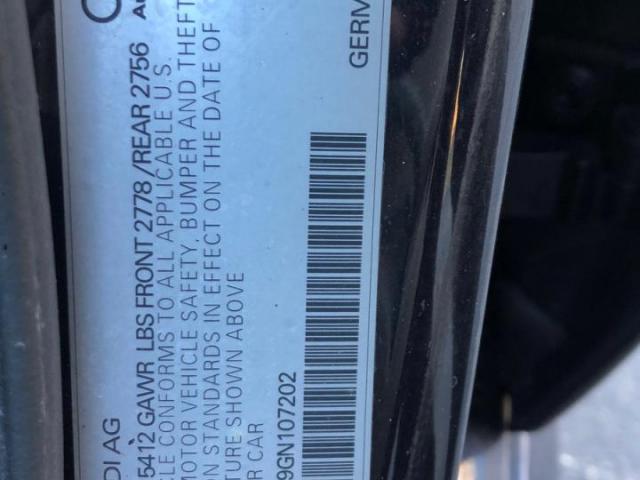 DI AG
5412 GAWR LBS FRONT 2778/REAR 2756
CLE CONFORMS TO ALL APPLICABLE U.S.
MOTOR VEHICLE SAFETY, BUMPER AND THEFT
ON STANDARDS IN EFFECT ON THE DATE OF
TURE SHOWN ABOVE
R CAR
9GN107202
GERM